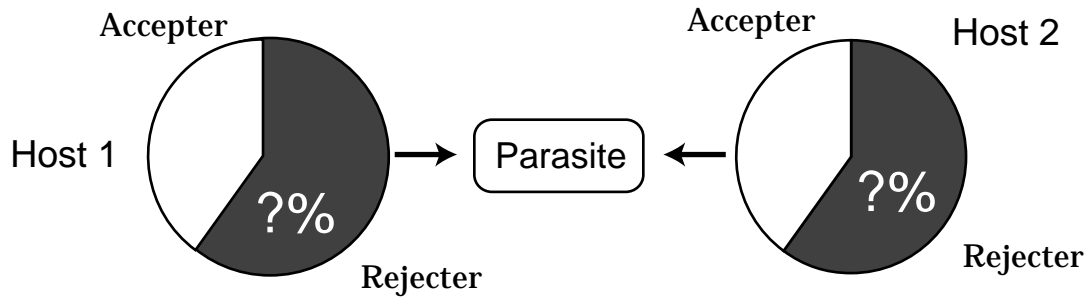 Accepter
Host 1
?%
Rejecter
Parasite
Accepter
Host 2
?%
Rejecter